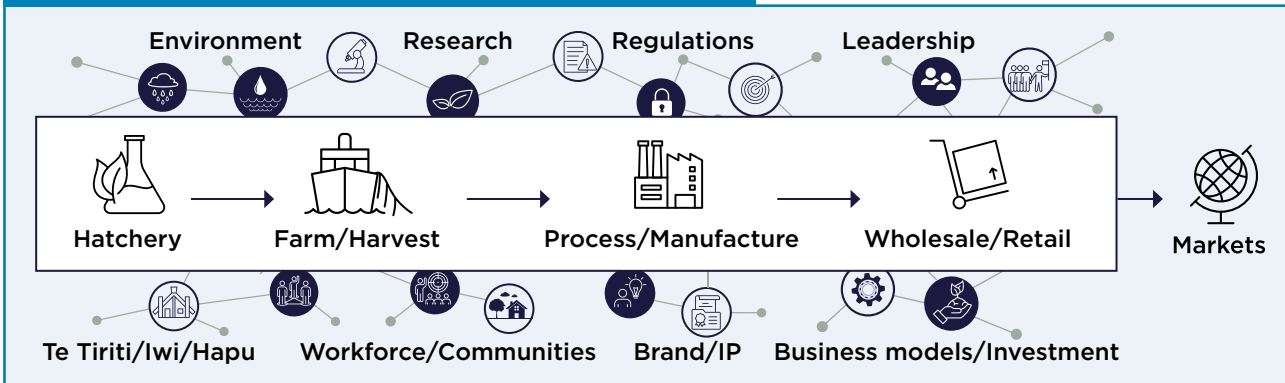 Environment
Research
Regulations
Leadership
Hatchery
Farm/Harvest
Process/Manufacture
Wholesale/Retail
Markets
Te Tiriti/Iwi/Hapu
Workforce/Communities
Brand/IP
Business models/Investment